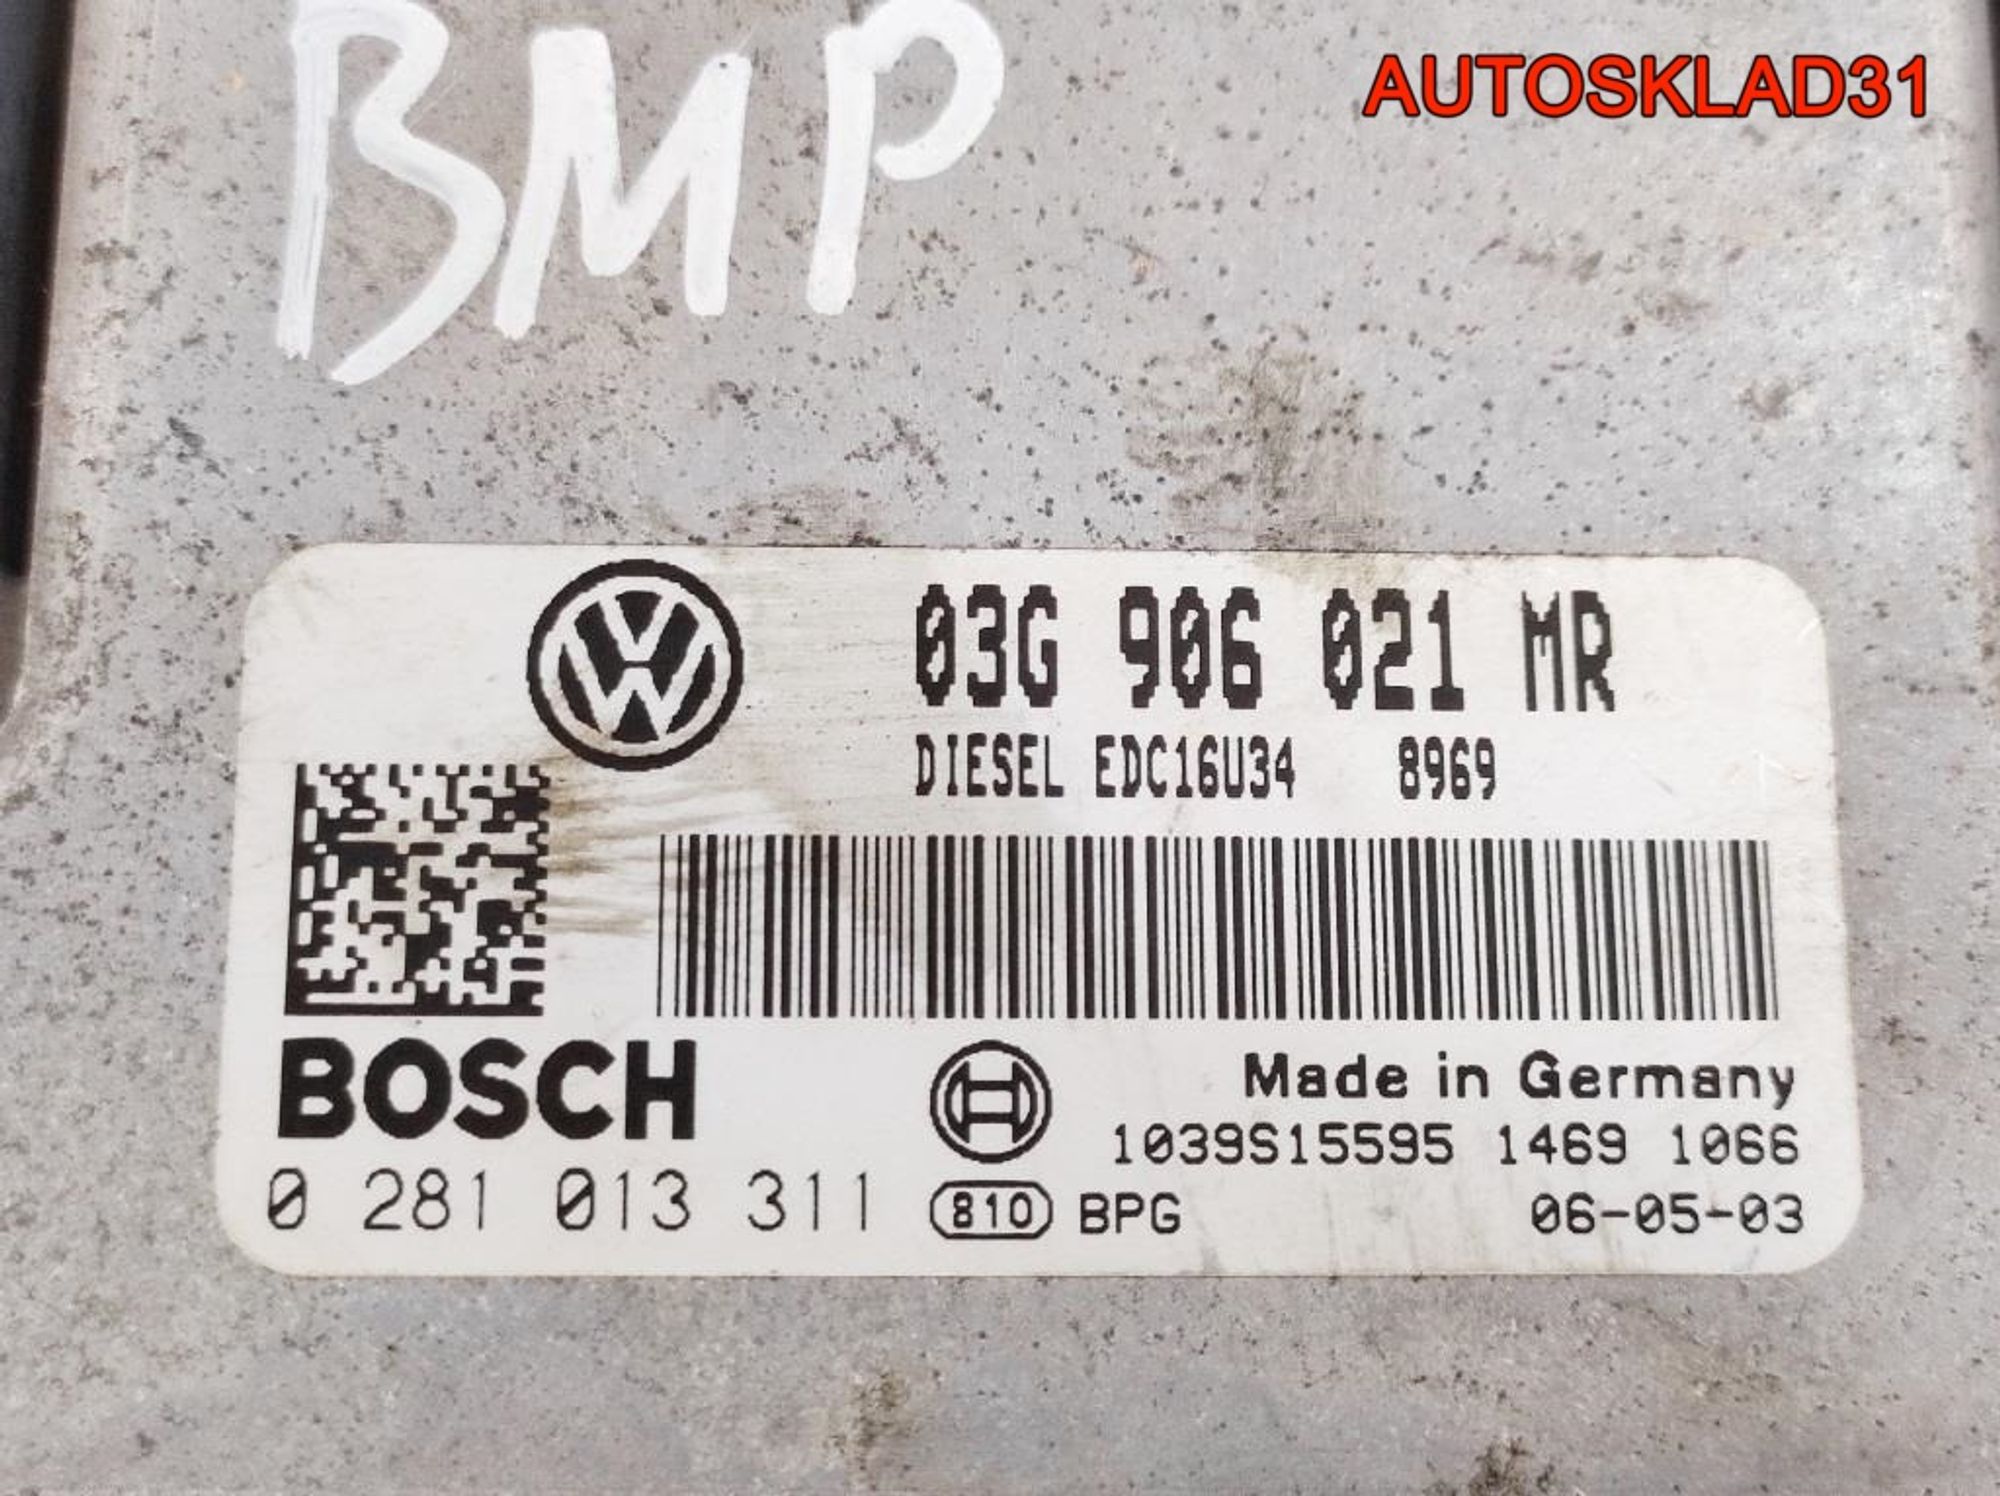 BMP
AUTOSKLAD31
03G 906 021 MR
DIESEL EDC16U34 8969
BOSCH
Made in Germany
1039S15595 1469 1066
0 281 013 311
810 BPG 06-05-03